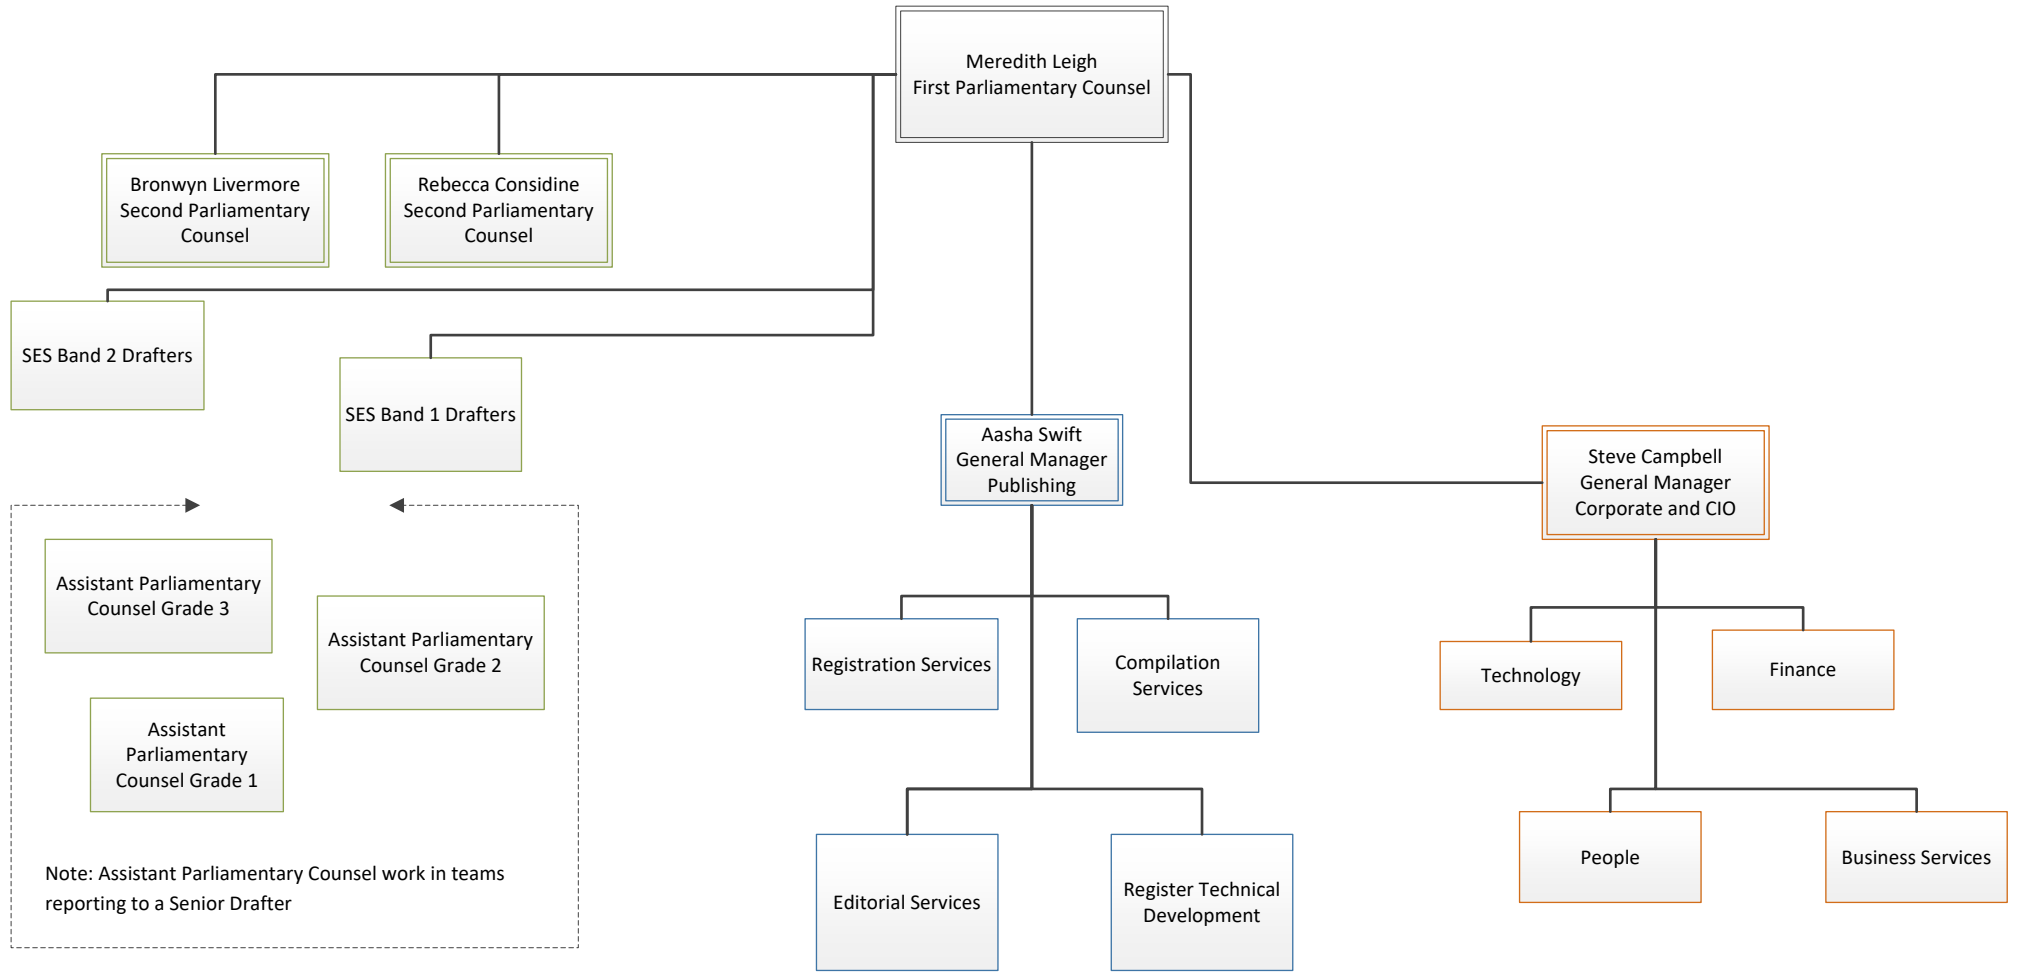 Meredith Leigh
First Parliamentary Counsel
Bronwyn Livermore
Second Parliamentary
Counsel
Rebecca Considine
Second Parliamentary
Counsel
SES Band 2 Drafters
SES Band 1 Drafters
Aasha Swift
General Manager
Publishing
Steve Campbell
General Manager
Corporate and CIO
Assistant Parliamentary
Counsel Grade 3
Assistant Parliamentary
Counsel Grade 2
Assistant
Parliamentary
Counsel Grade 1
Note: Assistant Parliamentary Counsel work in teams
reporting to a Senior Drafter
Registration Services
Compilation
Services
Editorial Services
Register Technical
Development
Technology
Finance
People
Business Services